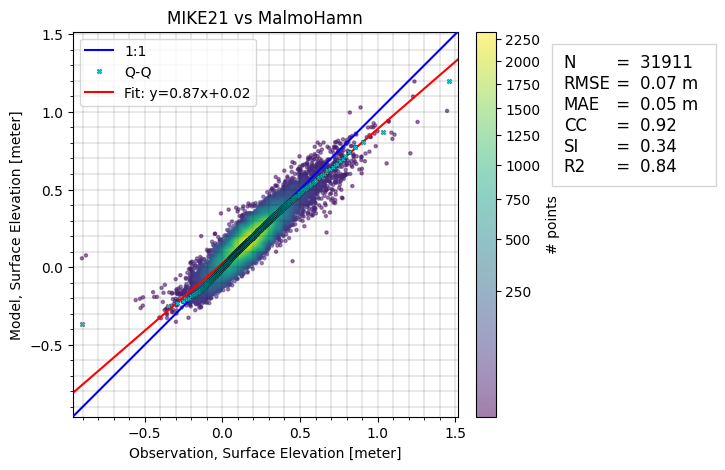 MIKE21 vs MalmoHamn
1:1
Q-Q
Fit: y=0.87x+0.02
N = 31911
RMSE = 0.07 m
MAE = 0.05 m
CC = 0.92
SI = 0.34
R2 = 0.84
Model, Surface Elevation [meter]
1.5
1.0
0.5
0.0
−0.5
−0.5
0.0
0.5
1.0
1.5
Observation, Surface Elevation [meter]
2250
2000
1750
1500
1250
1000
750
500
250
# points